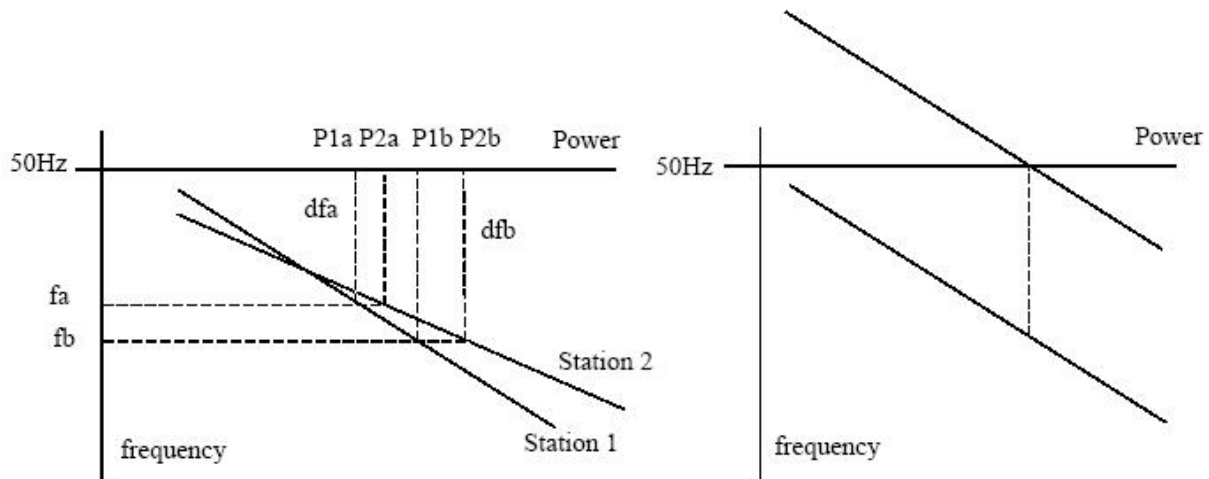 P1a P2a P1b P2b Power
50Hz
dfa
dfb
fa
fb
Station 2
Station 1
frequency
Power
50Hz
frequency